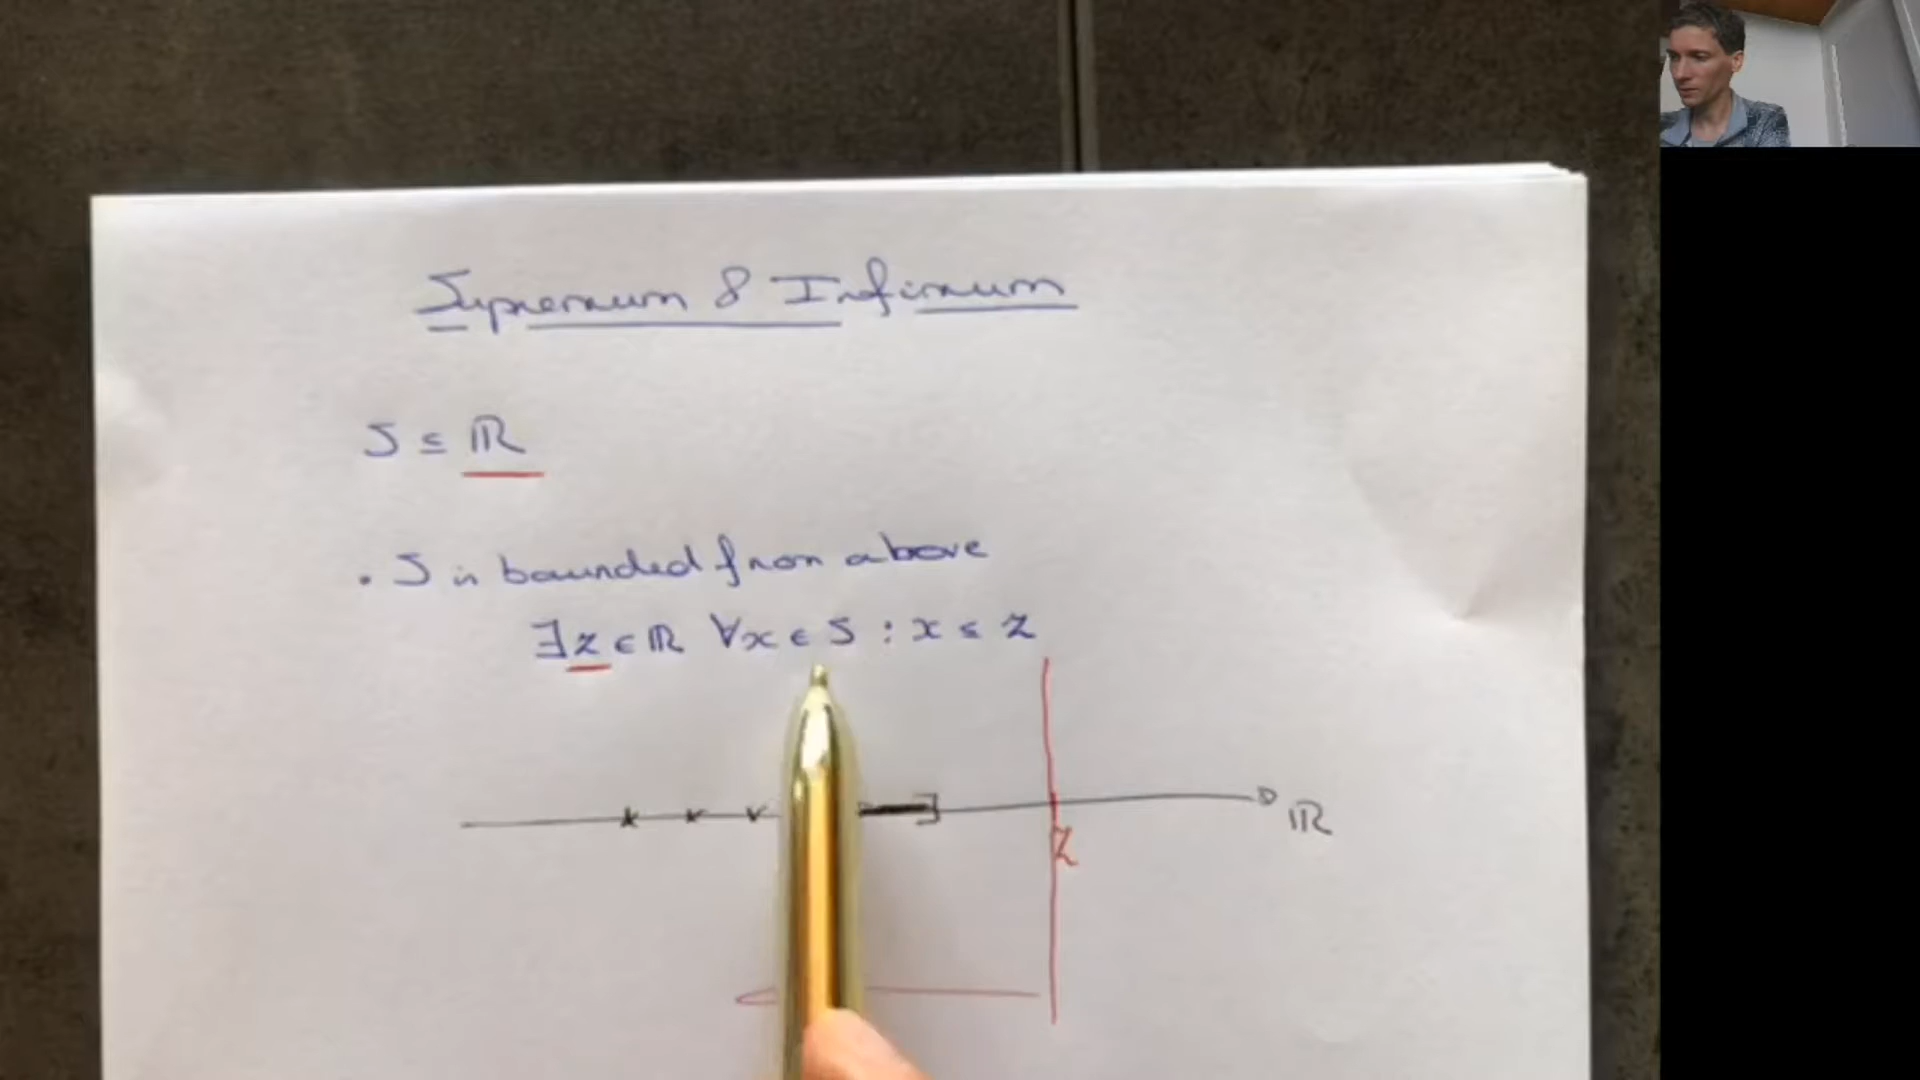 Supremum & Infimum
S ⊆ ℝ
. S is bounded from above
∃z ∈ ℝ ∀x ∈ S : x ≤ z
ℝ
z